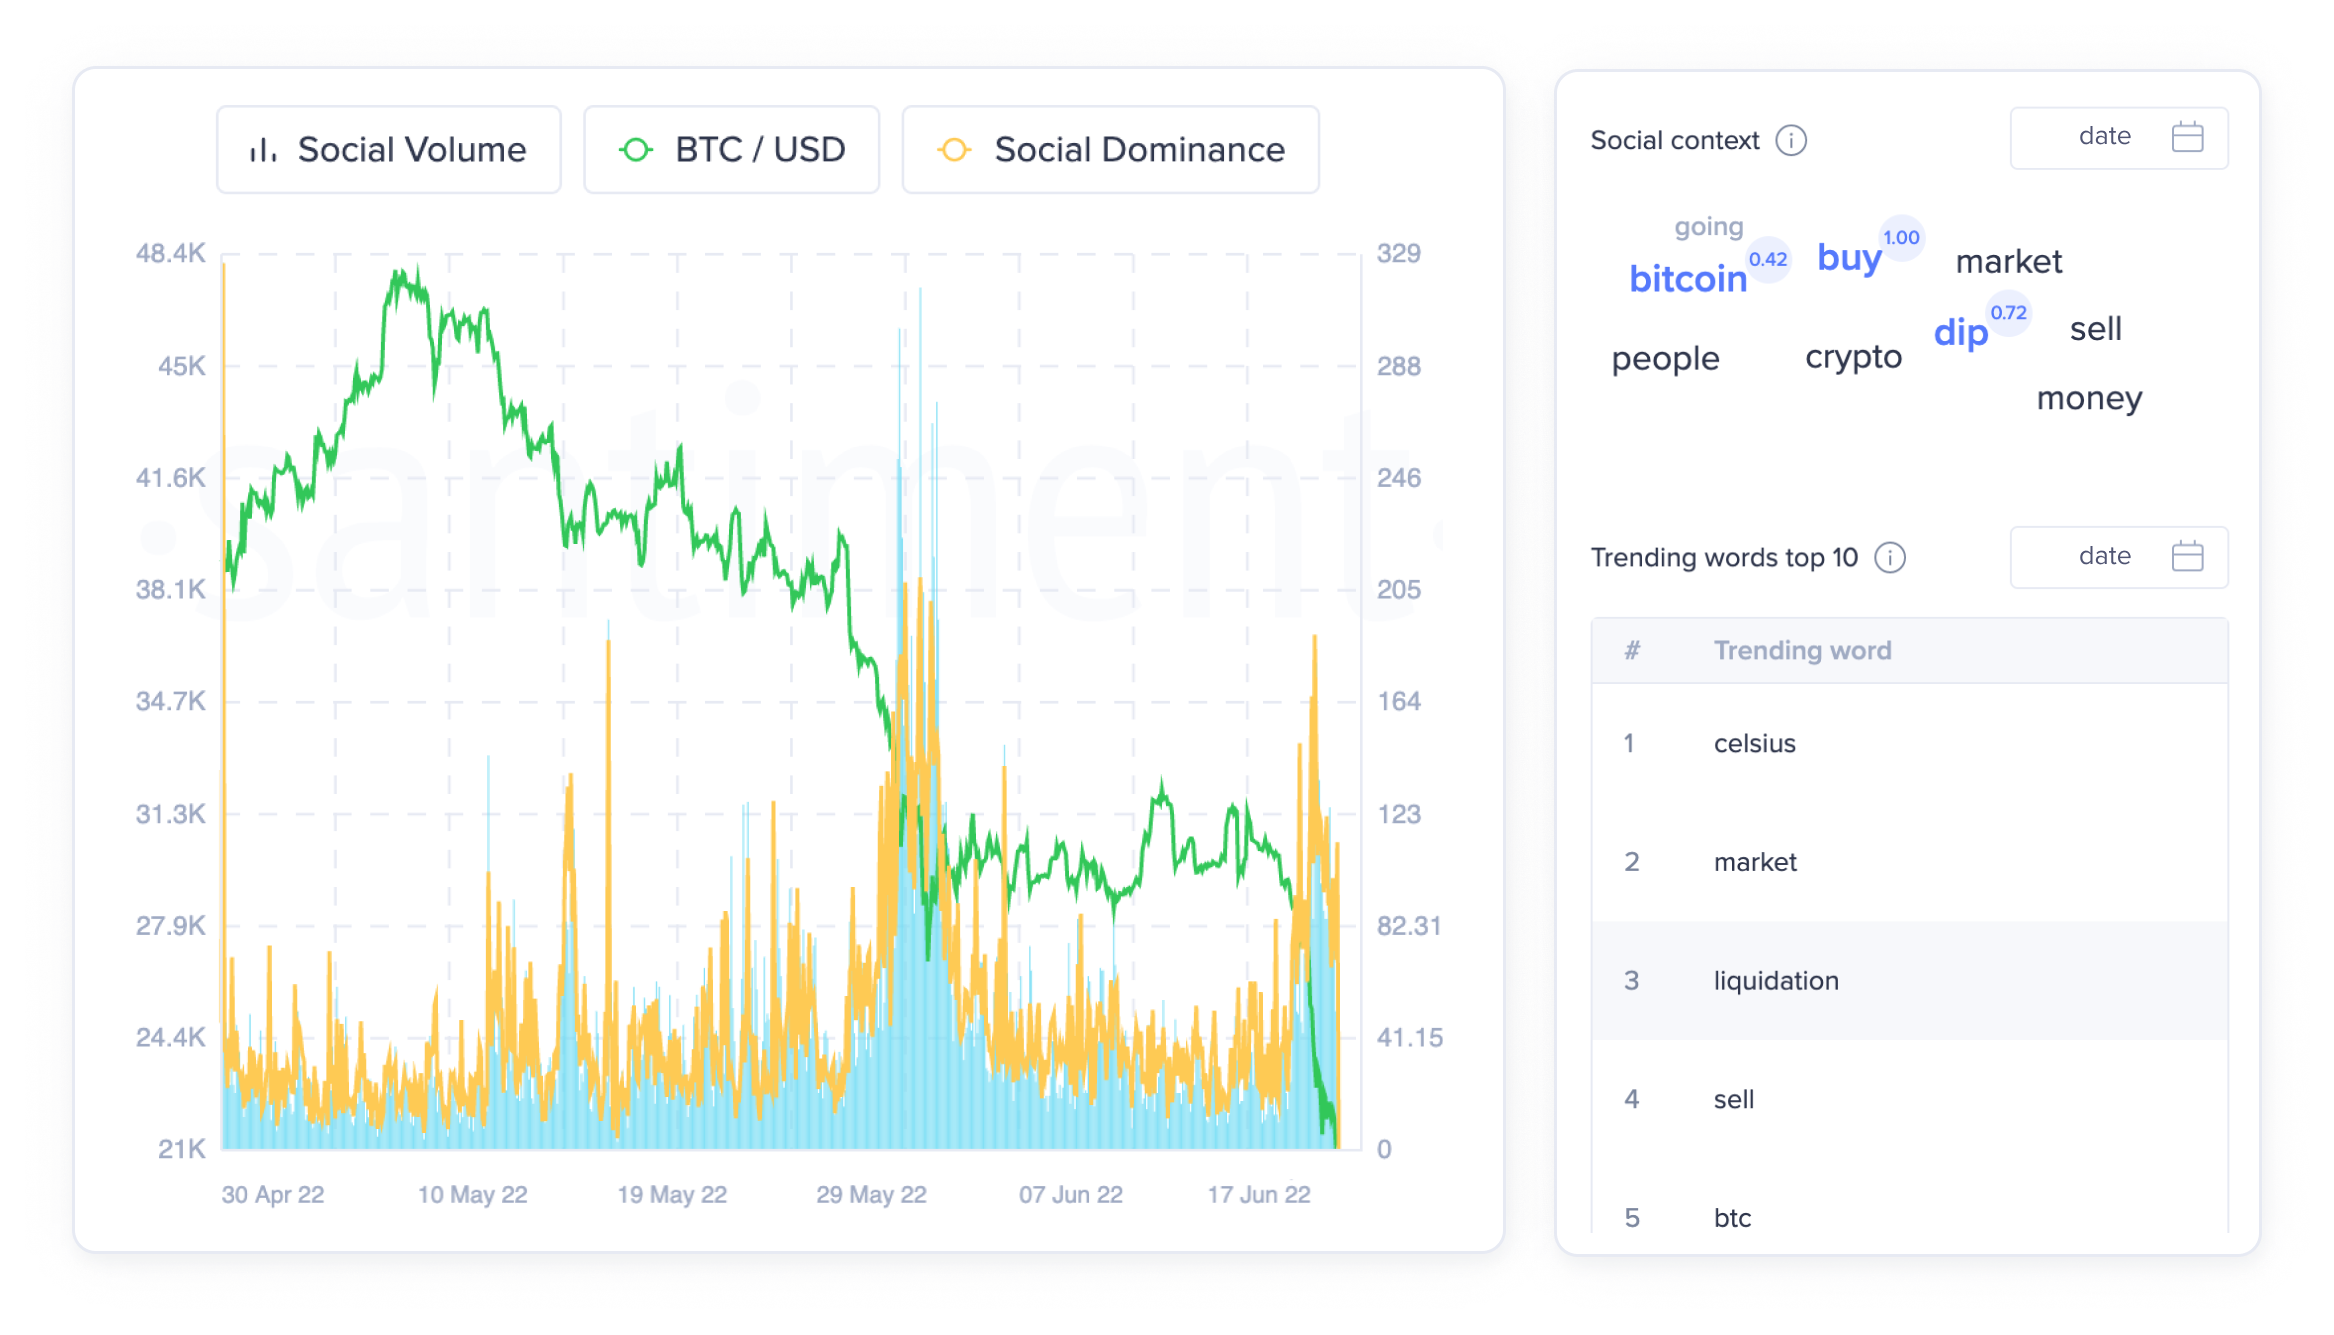 Social Volume
BTC / USD
Social Dominance
48.4K
45K
41.6K
38.1K
34.7K
31.3K
27.9K
24.4K
21K
329
288
246
205
164
123
82.31
41.15
0
30 Apr 22
10 May 22
19 May 22
29 May 22
07 Jun 22
17 Jun 22
santiment
Social context
date
going
bitcoin 0.42
buy 1.00
market
dip 0.72
sell
people
crypto
money
Trending words top 10
date
# Trending word
1 celsius
2 market
3 liquidation
4 sell
5 btc